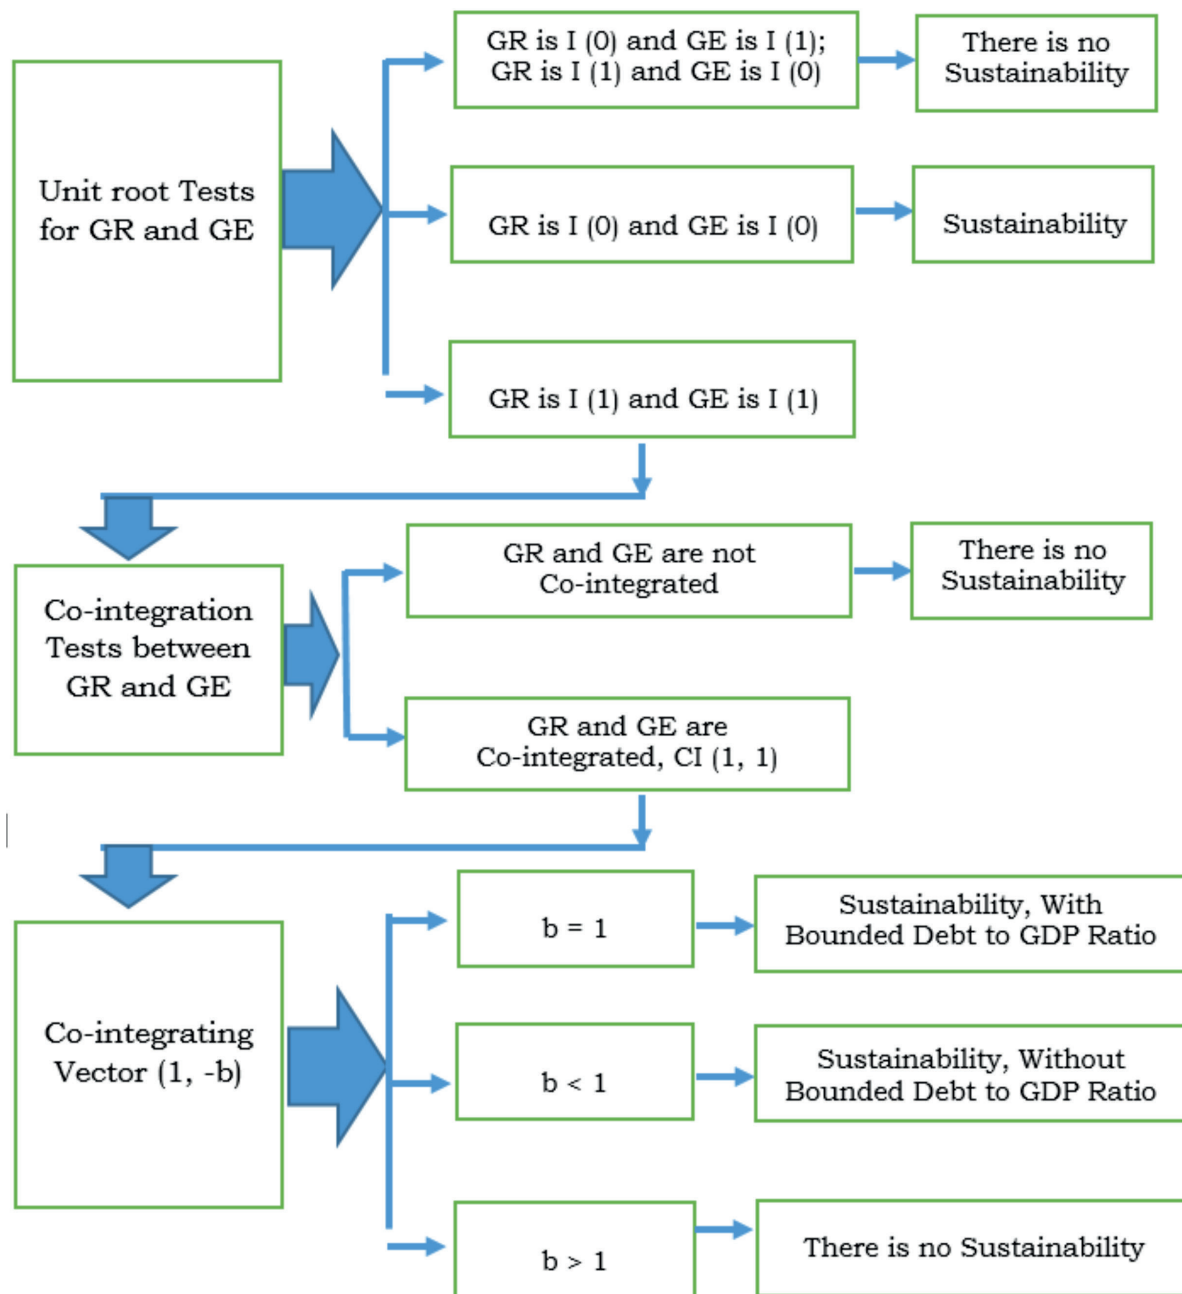 Unit root Tests
for GR and GE
GR is I (0) and GE is I (1);
GR is I (1) and GE is I (0)
There is no
Sustainability
GR is I (0) and GE is I (0)
Sustainability
GR is I (1) and GE is I (1)
Co-integration
Tests between
GR and GE
GR and GE are not
Co-integrated
There is no
Sustainability
GR and GE are
Co-integrated, CI (1, 1)
Co-integrating
Vector (1, -b)
b = 1
Sustainability, With
Bounded Debt to GDP Ratio
b < 1
Sustainability, Without
Bounded Debt to GDP Ratio
b > 1
There is no Sustainability